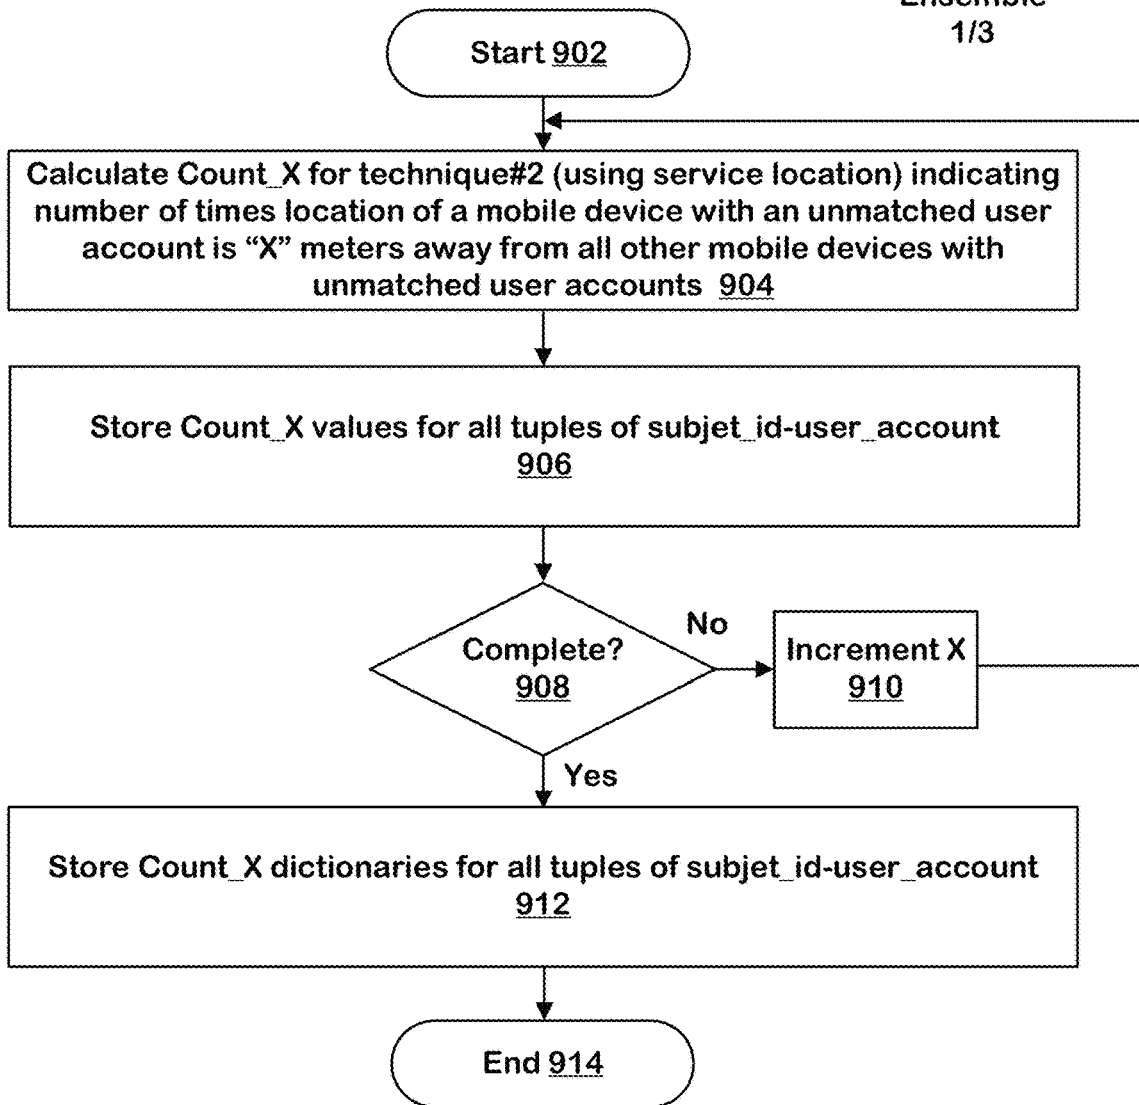 Ensemble
1/3
Start 902
Calculate Count_X for technique#2 (using service location) indicating
number of times location of a mobile device with an unmatched user
account is “X” meters away from all other mobile devices with
unmatched user accounts 904
Store Count_X values for all tuples of subjet_id-user_account
906
Complete?
908
No
Increment X
910
Yes
Store Count_X dictionaries for all tuples of subjet_id-user_account
912
End 914